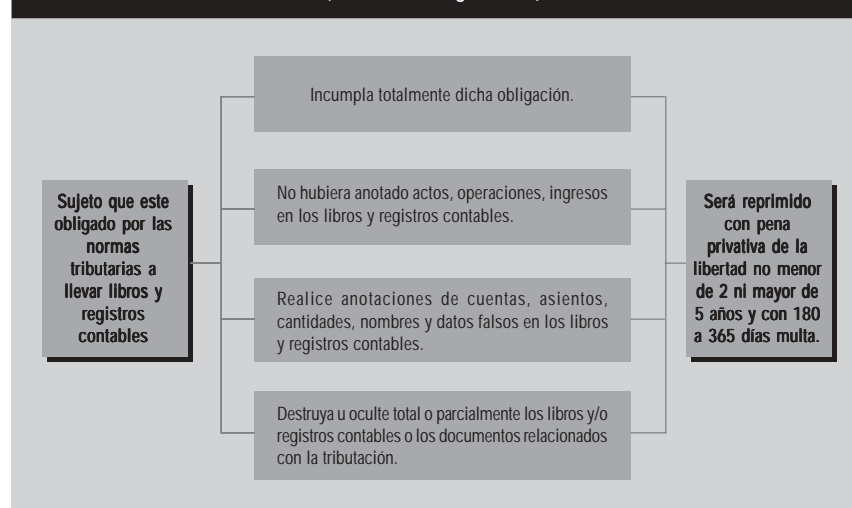 Incumpla totalmente dicha obligación.
No hubiera anotado actos, operaciones, ingresos
en los libros y registros contables.
Sujeto que este
obligado por las
normas
tributarias a
llevar libros y
registros
contables
Realice anotaciones de cuentas, asientos,
cantidades, nombres y datos falsos en los libros
y registros contables.
Destruya u oculte total o parcialmente los libros y/o
registros contables o los documentos relacionados
con la tributación.
Será reprimido
con pena
privativa de la
libertad no menor
de 2 ni mayor de
5 años y con 180
a 365 días multa.